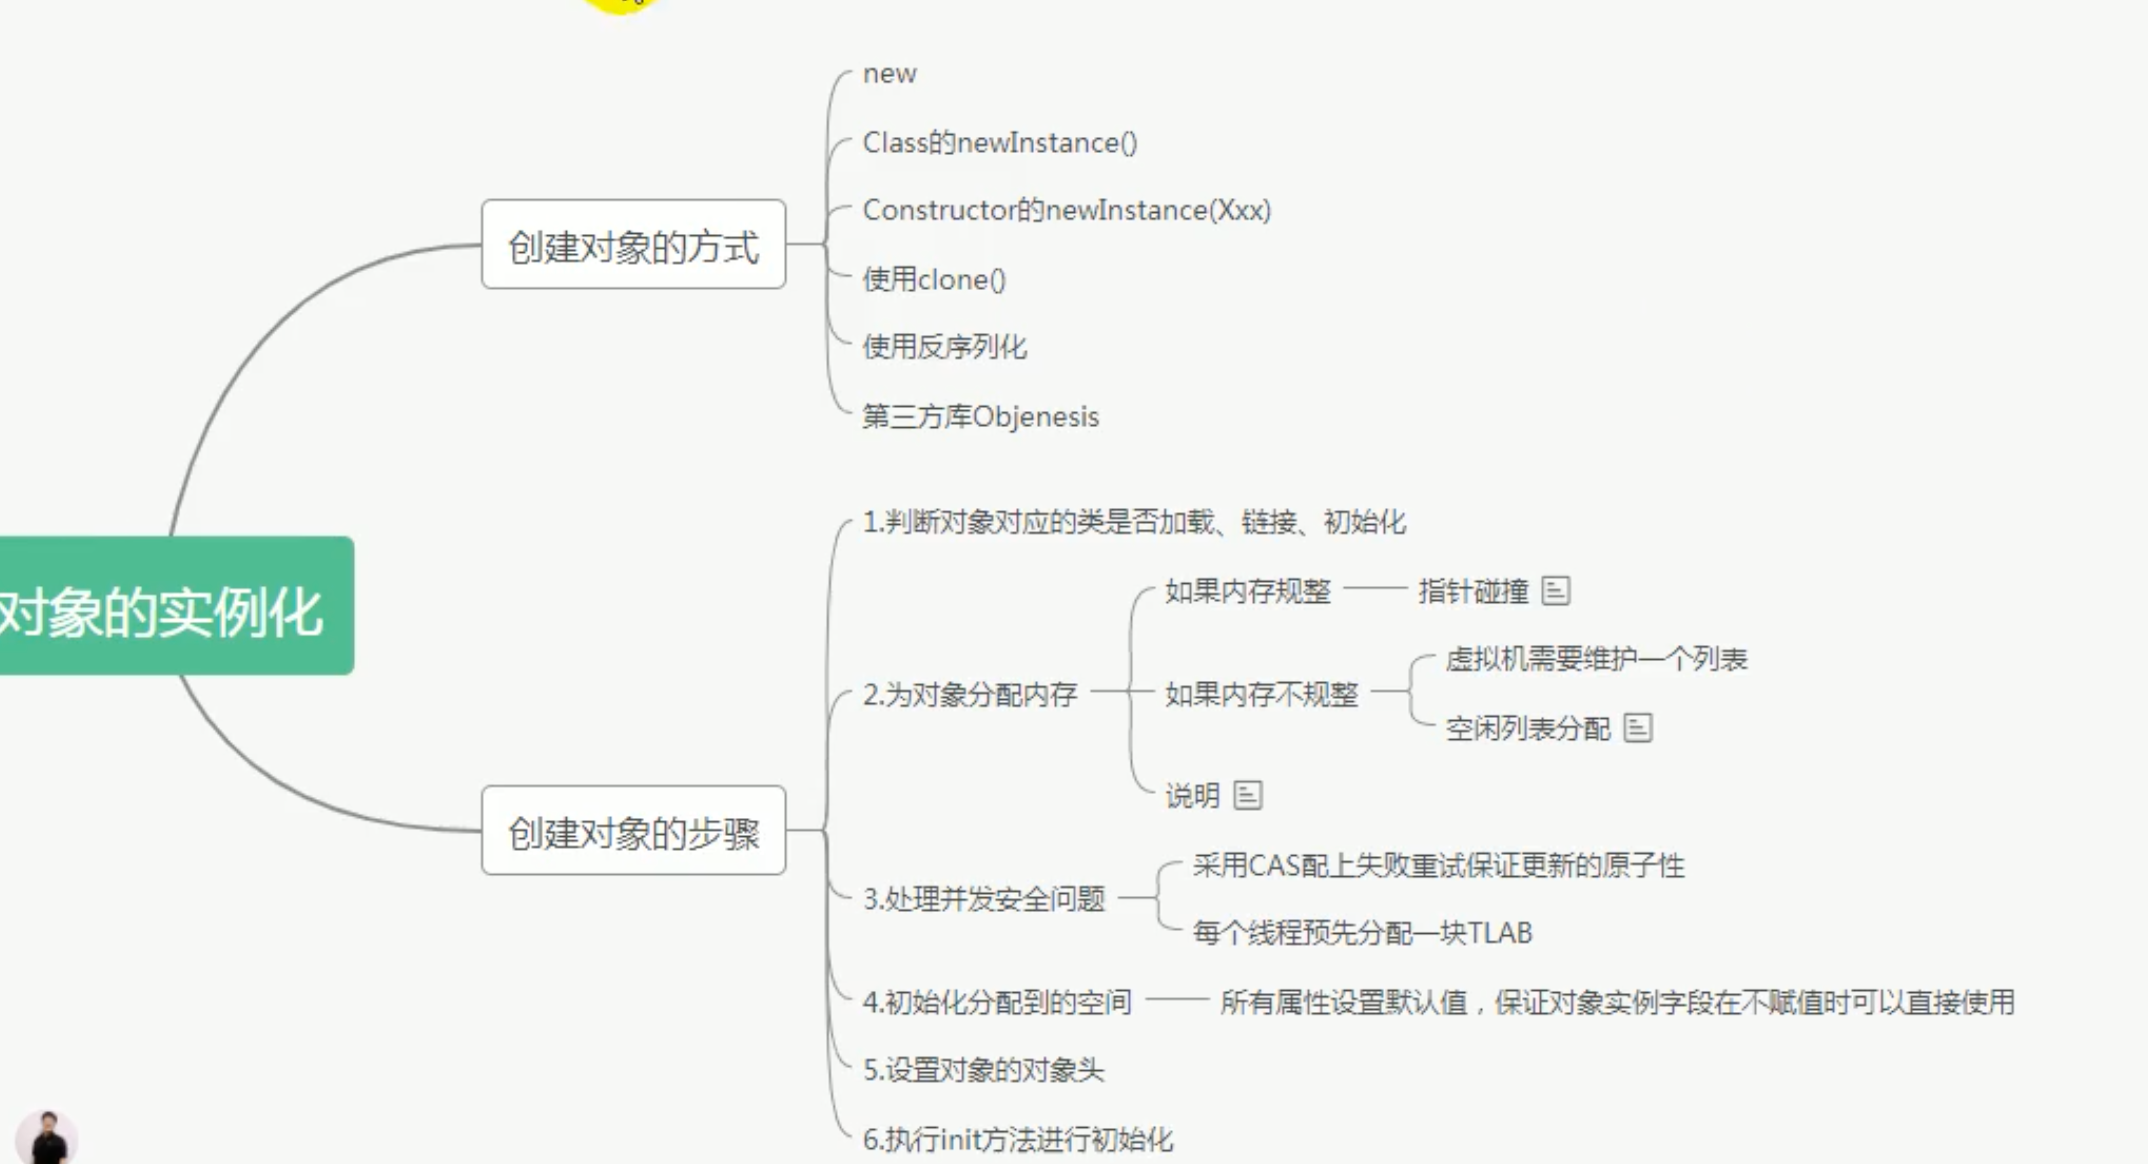 new
Class的newInstance()
Constructor的newInstance(Xxx)
创建对象的方式
使用clone()
使用反序列化
第三方库Objenesis
对象的实例化
1.判断对象对应的类是否加载、链接、初始化
如果内存规整
指针碰撞
2.为对象分配内存
如果内存不规整
虚拟机需要维护一个列表
空闲列表分配
说明
创建对象的步骤
3.处理并发安全问题
采用CAS配上失败重试保证更新的原子性
每个线程预先分配一块TLAB
4.初始化分配到的空间
所有属性设置默认值，保证对象实例字段在不赋值时可以直接使用
5.设置对象的对象头
6.执行init方法进行初始化